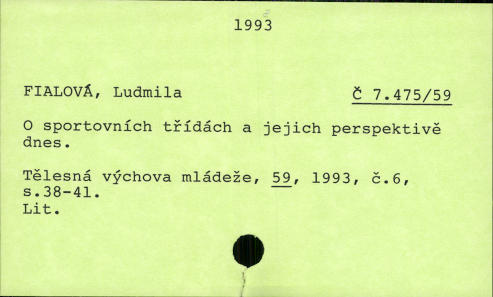 1993
FIALOVÁ, Ludmila Č 7.475/59
O sportovních třídách a jejich perspektivě
dnes.
Tělesná výchova mládeže, 59, 1993, č.6,
s.38-41.
Lit.